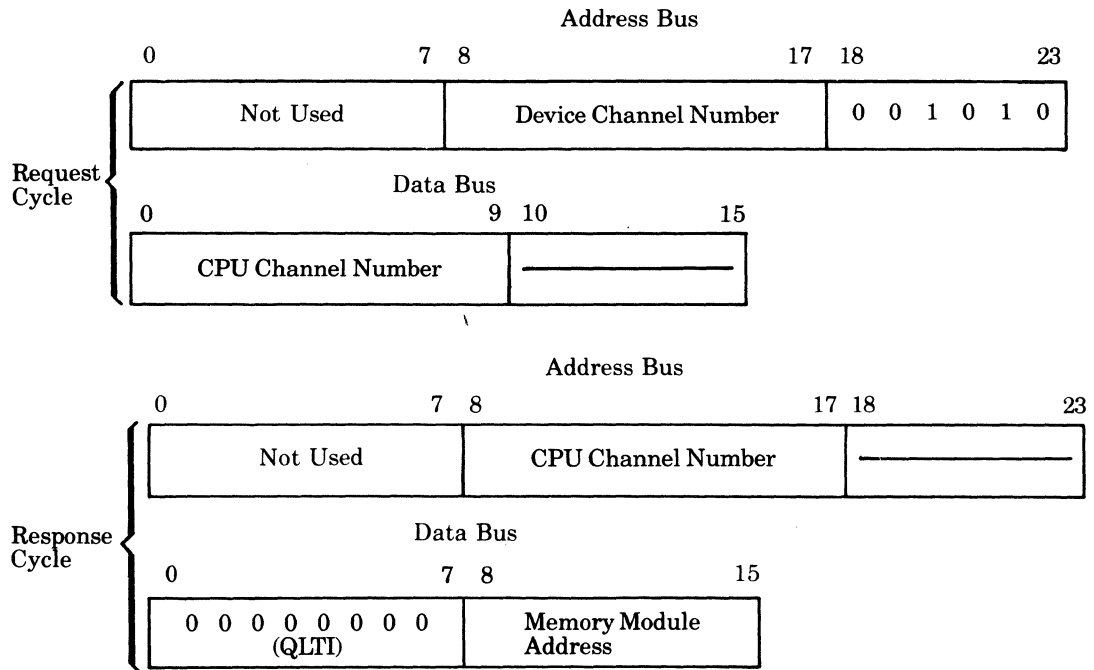 Address Bus
0 7 8 17 18 23
Not Used Device Channel Number 0 0 1 0 1 0
Request
Cycle
Data Bus
0 9 10 15
CPU Channel Number
Address Bus
0 7 8 17 18 23
Not Used CPU Channel Number
Response
Cycle
Data Bus
0 7 8 15
0 0 0 0 0 0 0 0 Memory Module
(QLTI) Address